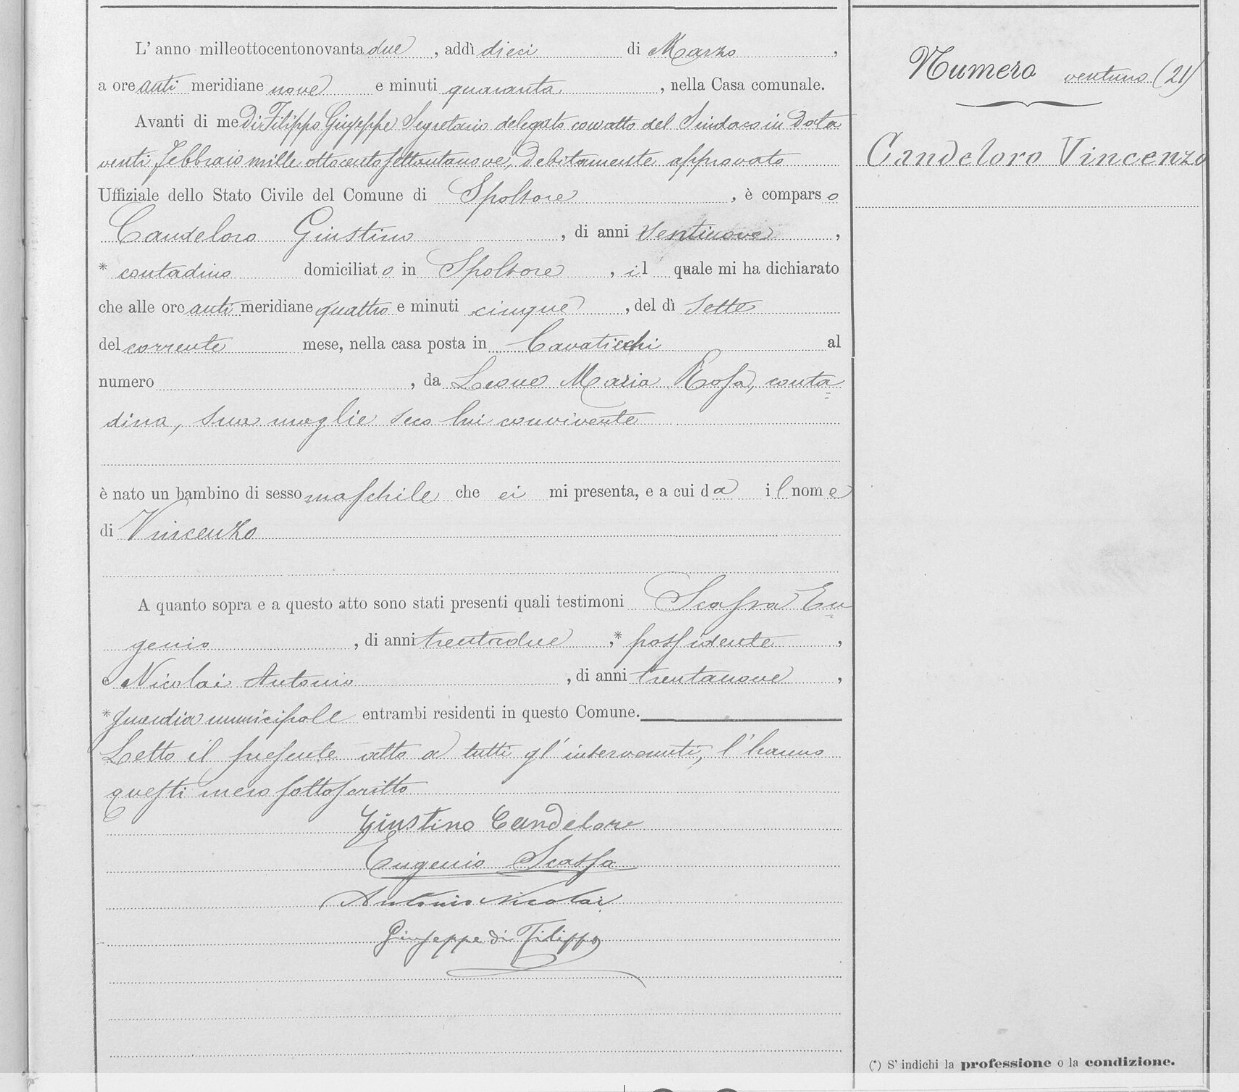 L' anno milleottocentonovanta due , addì dieci di Marzo ,
a ore anti meridiane nove e minuti quaranta , nella Casa comunale.
Avanti di me Di Filippo Giuseppe Segretario delegato con atto del Sindaco in data
venti Febbraio mille ottocento settantanove, debitamente approvato
Uffiziale dello Stato Civile del Comune di Spoltore , è compars o
Candeloro Giustino , di anni ventinove ,
* contadino domiciliat o in Spoltore , il quale mi ha dichiarato
che alle ore anti meridiane quattro e minuti cinque , del dì sette
del corrente mese, nella casa posta in Cavaticchi al
numero , da Leone Maria Rosa, conta
dina, sua moglie seco lui convivente
è nato un bambino di sesso maschile che ei mi presenta, e a cui d a i l nom e
di Vincenzo
A quanto sopra e a questo atto sono stati presenti quali testimoni Scassa Eu
genio , di anni trentadue , * possidente ,
e Nicolai Antonio , di anni trentanove ,
* guardia municipale entrambi residenti in questo Comune.
Letto il presente atto a tutti gl' intervenuti, l' hanno
questi meco sottoscritto
Giustino Candeloro
Eugenio Scassa
Antonio Nicolai
Giuseppe di Filippo
Numero ventuno (21)
Candeloro Vincenzo
(*) S' indichi la professione o la condizione.